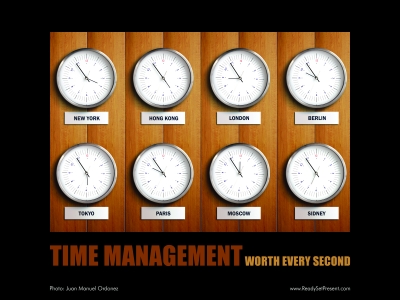 NEW YORK
HONG KONG
LONDON
BERLIN
TOKYO
PARIS
MOSCOW
SIDNEY
TIME MANAGEMENT WORTH EVERY SECOND
Photo: Juan Manuel Ordonez
www.ReadySetPresent.com